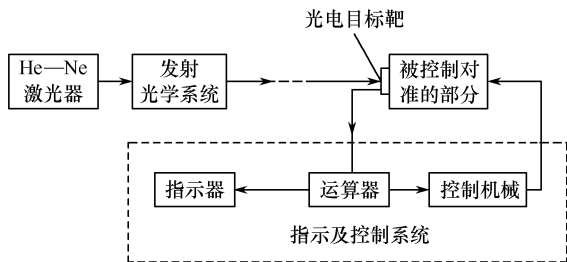 光电目标靶
He—Ne
激光器
发射
光学系统
被控制对
准的部分
指示器
运算器
控制机械
指示及控制系统